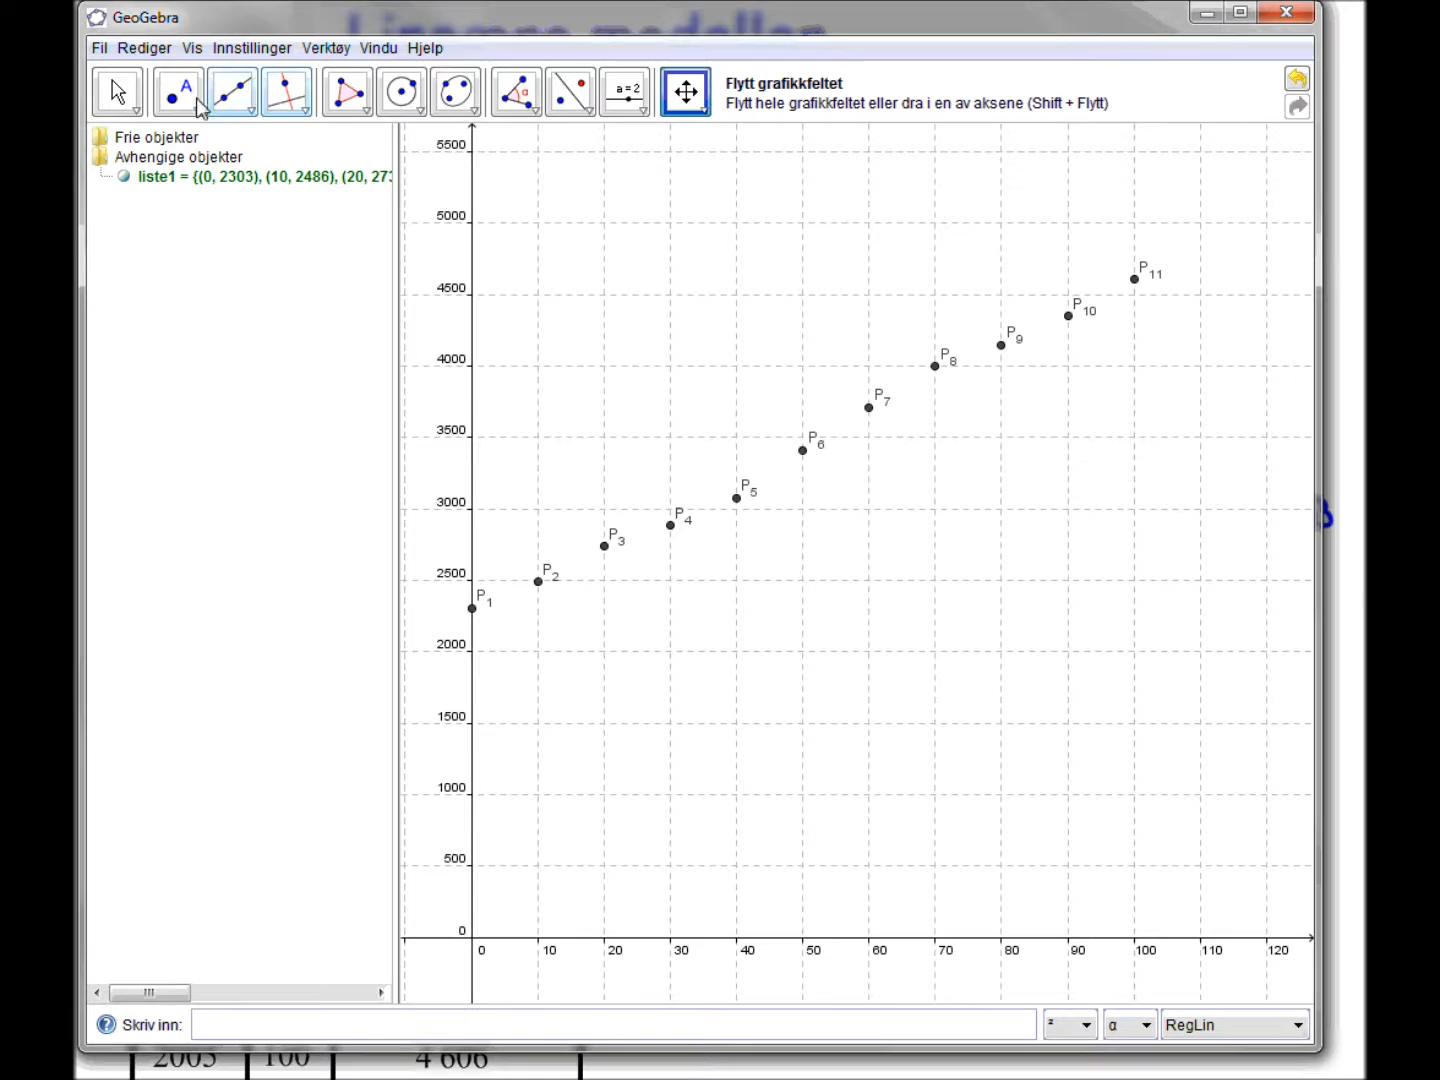 GeoGebra
Fil Rediger Vis Innstillinger Verktøy Vindu Hjelp
A
α
a = 2
Flytt grafikkfeltet
Flytt hele grafikkfeltet eller dra i en av aksene (Shift + Flytt)
Frie objekter
Avhengige objekter
liste1 = {(0, 2303), (10, 2486), (20, 273
5500
5000
4500
4000
3500
3000
2500
2000
1500
1000
500
0
P11
P10
P9
P8
P7
P6
P5
P4
P3
P2
P1
0 10 20 30 40 50 60 70 80 90 100 110 120
Skriv inn:
² α RegLin
2005 100 4 606